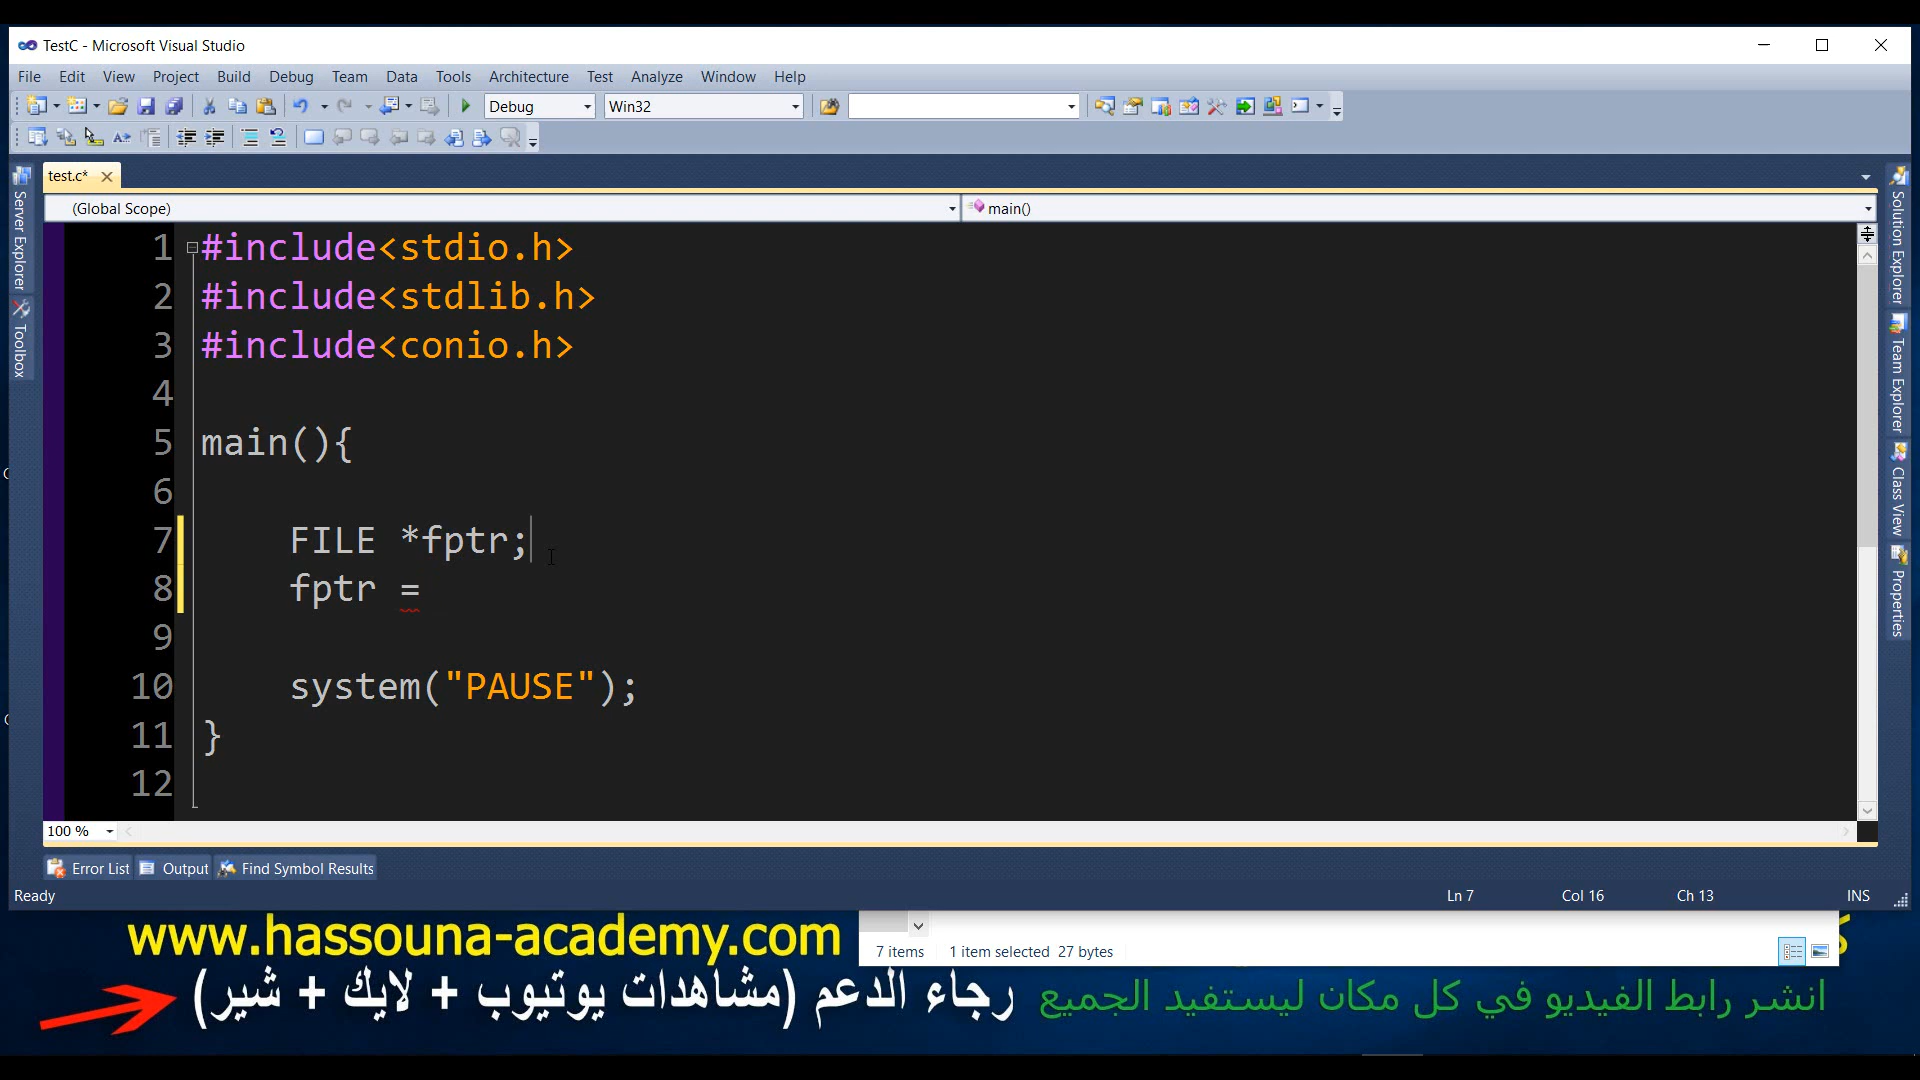 TestC - Microsoft Visual Studio
File Edit View Project Build Debug Team Data Tools Architecture Test Analyze Window Help
Debug Win32
test.c*
(Global Scope) main()
Server Explorer
Toolbox
Solution Explorer
Team Explorer
Class View
Properties
1 #include<stdio.h>
2 #include<stdlib.h>
3 #include<conio.h>
4
5 main(){
6
7 FILE *fptr;
8 fptr =
9
10 system("PAUSE");
11 }
12
100 %
Error List Output Find Symbol Results
Ready Ln 7 Col 16 Ch 13 INS
www.hassouna-academy.com
7 items 1 item selected 27 bytes
رجاء الدعم (مشاهدات يوتيوب + لايك + شير)
انشر رابط الفيديو في كل مكان ليستفيد الجميع